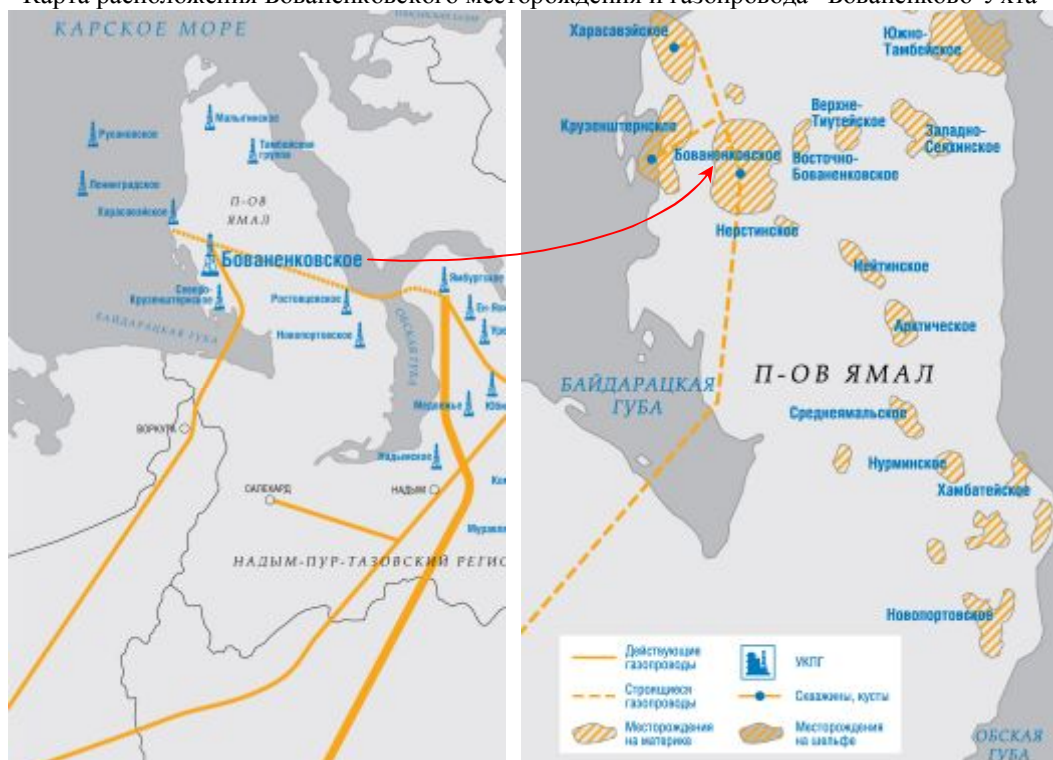 Карта расположения Бованенковского месторождения и газопровода "Бованенково-Ухта"
КАРСКОЕ МОРЕ
Малыгинское
Русановское
Тамбейская
группа
Ленинградское
Харасавэйское
П-ОВ
ЯМАЛ
Бованенковское
Северо-
Крузенштернское
Ростовцевское
Ямбургское
БАЙДАРАЦКАЯ ГУБА
Новопортовское
ОБСКАЯ ГУБА
Медвежье
ВОРКУТА
Надымское
САЛЕХАРД
НАДЫМ
НАДЫМ-ПУР-ТАЗОВСКИЙ РЕГИО
Харасавэйское
Южно-
Тамбейское
Крузенштернское
Верхне-
Тиутейское
Западно-
Сеяхинское
Бованенковское
Восточно-
Бованенковское
Нерстинское
Нейтинское
Арктическое
БАЙДАРАЦКАЯ
ГУБА
П-ОВ ЯМАЛ
Среднеямальское
Нурминское
Хамбатейское
Новопортовское
Действующие
газопроводы
УКПГ
Строящиеся
газопроводы
Скважины, кусты
Месторождения
на материке
Месторождения
на шельфе
ОБСКАЯ
ГУБА